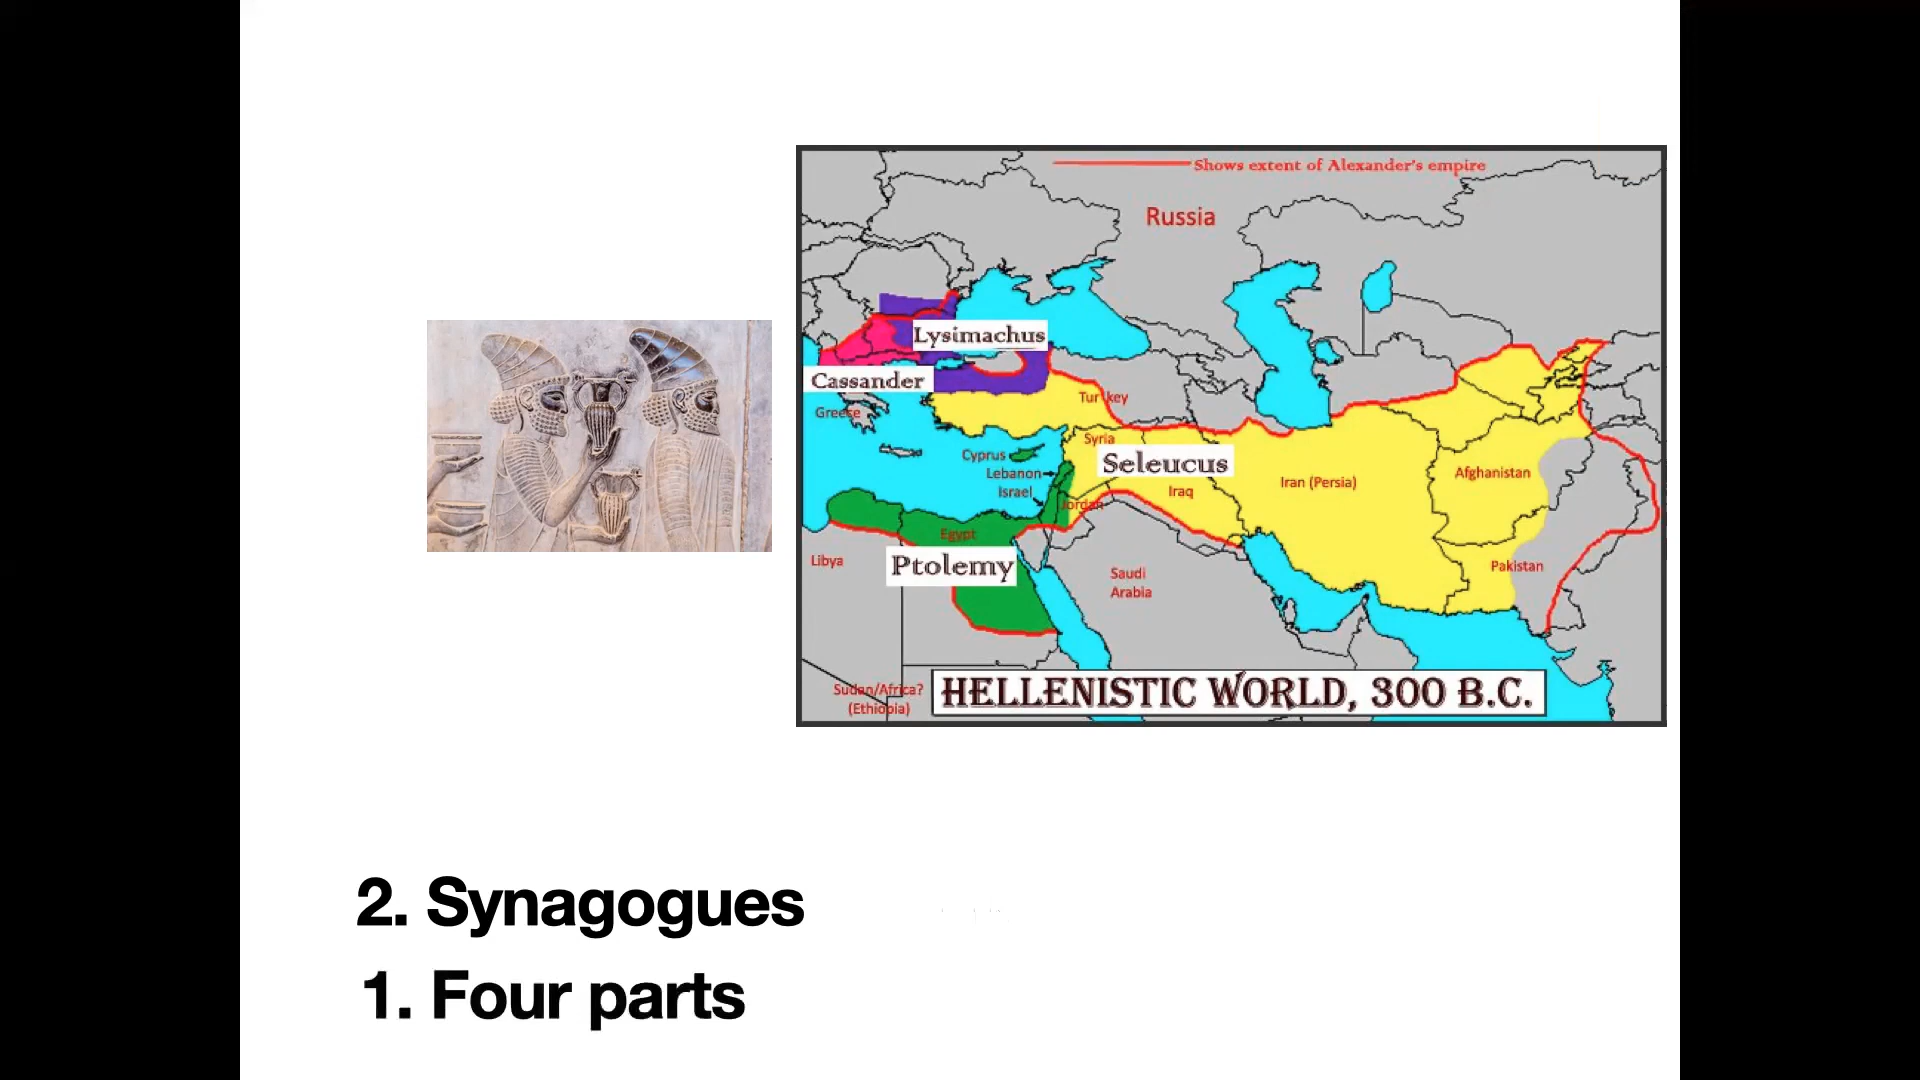 Shows extent of Alexander's empire
Russia
Lysimachus
Cassander
Greece
Turkey
Syria
Cyprus
Seleucus
Lebanon
Israel
Jordan
Iraq
Iran (Persia)
Afghanistan
Egypt
Ptolemy
Libya
Saudi
Arabia
Pakistan
Sudan/Africa?
(Ethiopia)
HELLENISTIC WORLD, 300 B.C.
2. Synagogues
1. Four parts